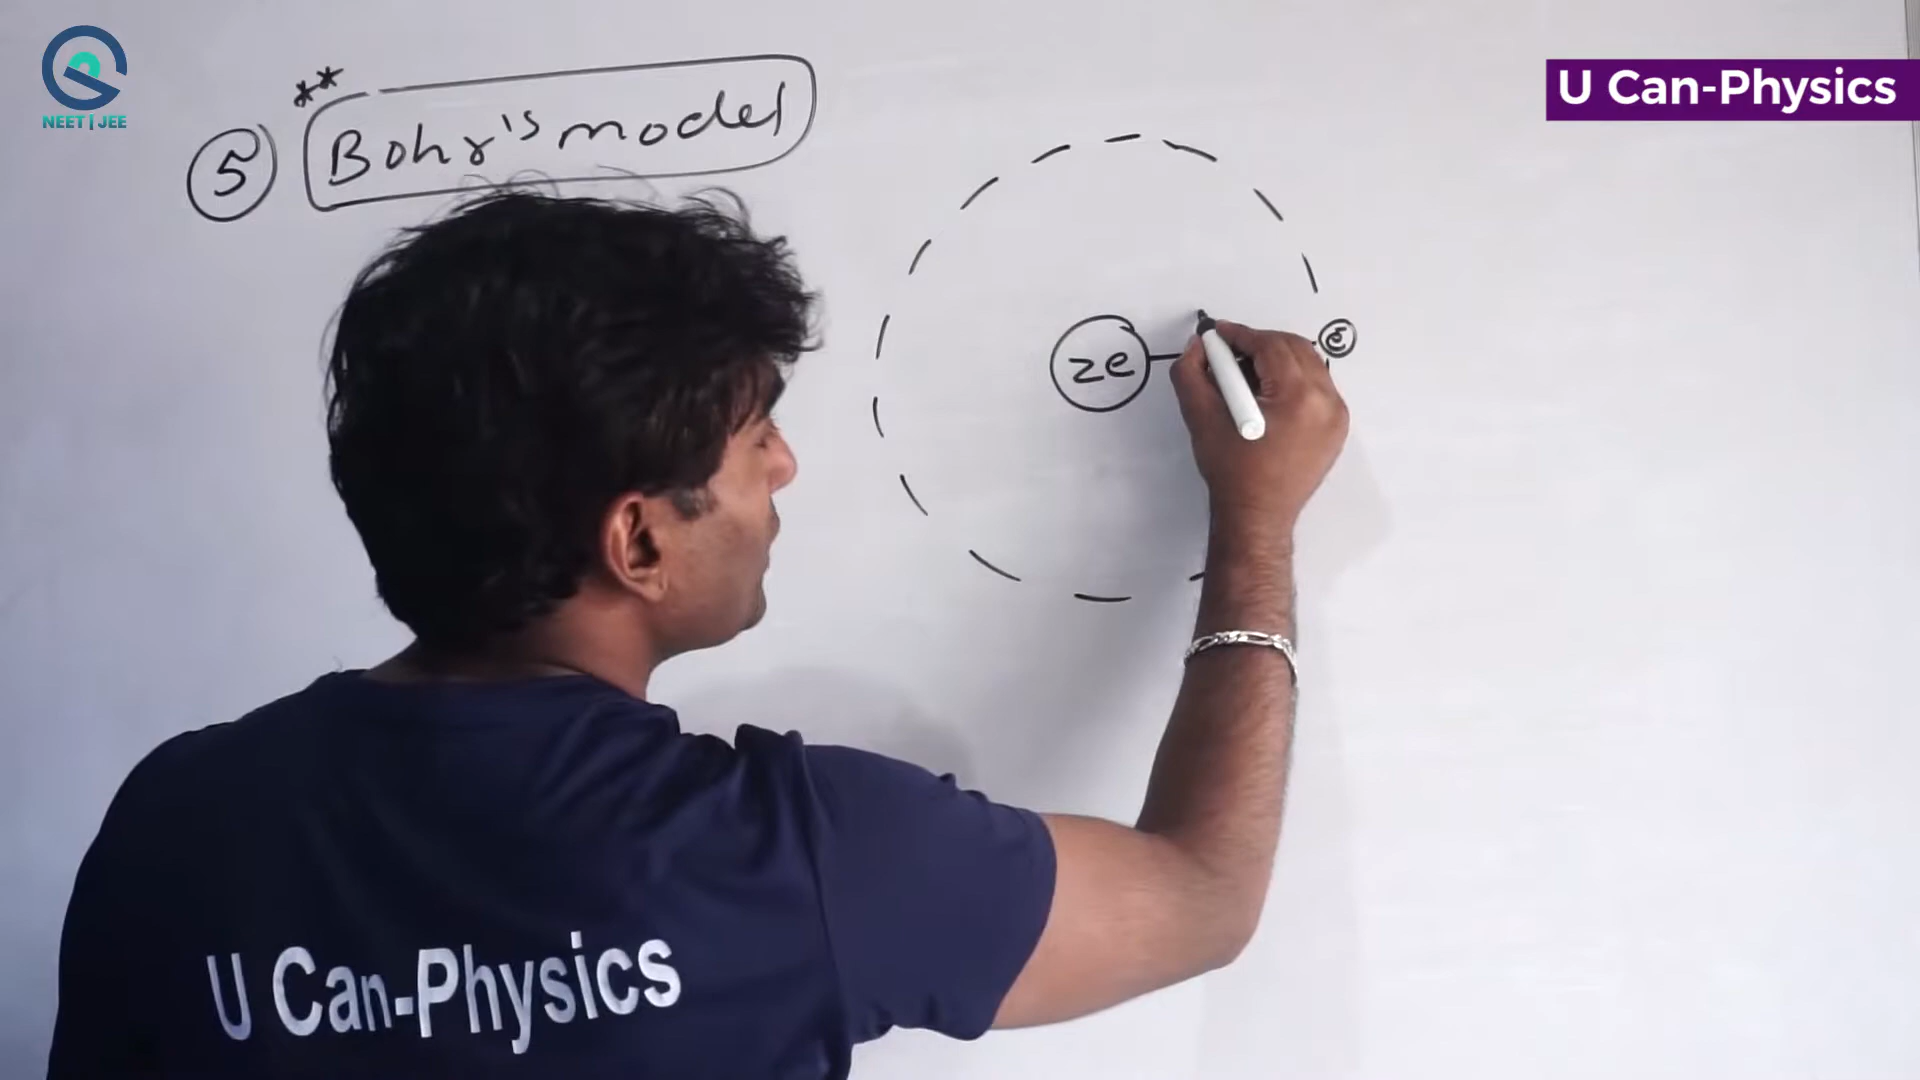 NEET | JEE
U Can-Physics
**
5 Bohr's model
ze
e
U Can-Physics